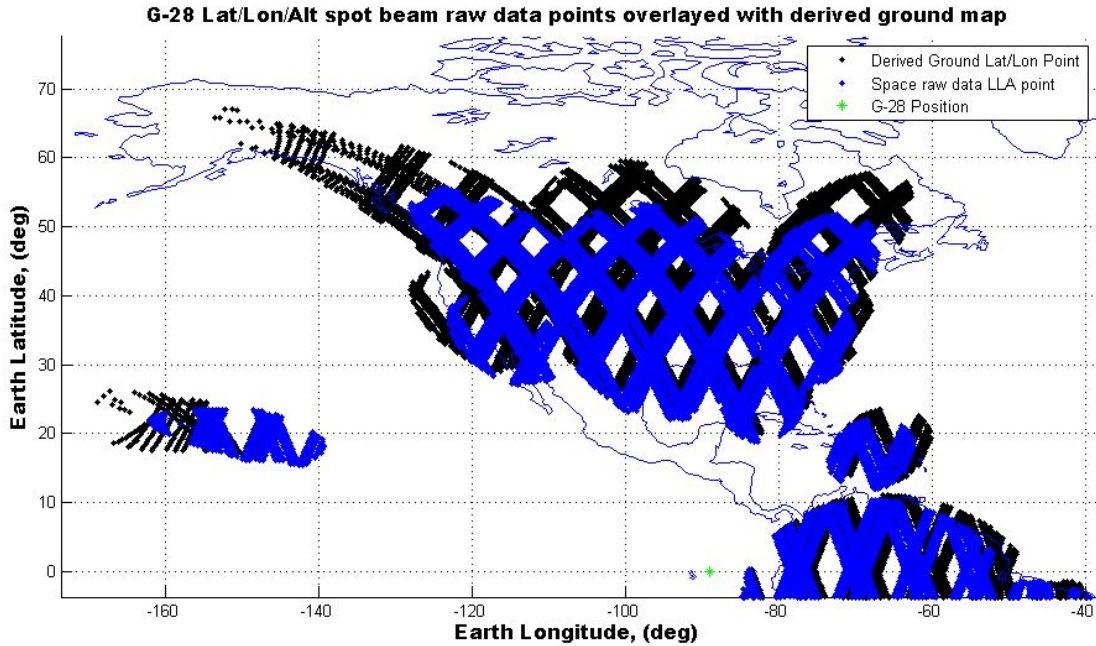 G-28 Lat/Lon/Alt spot beam raw data points overlayed with derived ground map
Derived Ground Lat/Lon Point
Space raw data LLA point
G-28 Position
Earth Latitude, (deg)
70
60
50
40
30
20
10
0
-160
-140
-120
-100
-80
-60
-40
Earth Longitude, (deg)